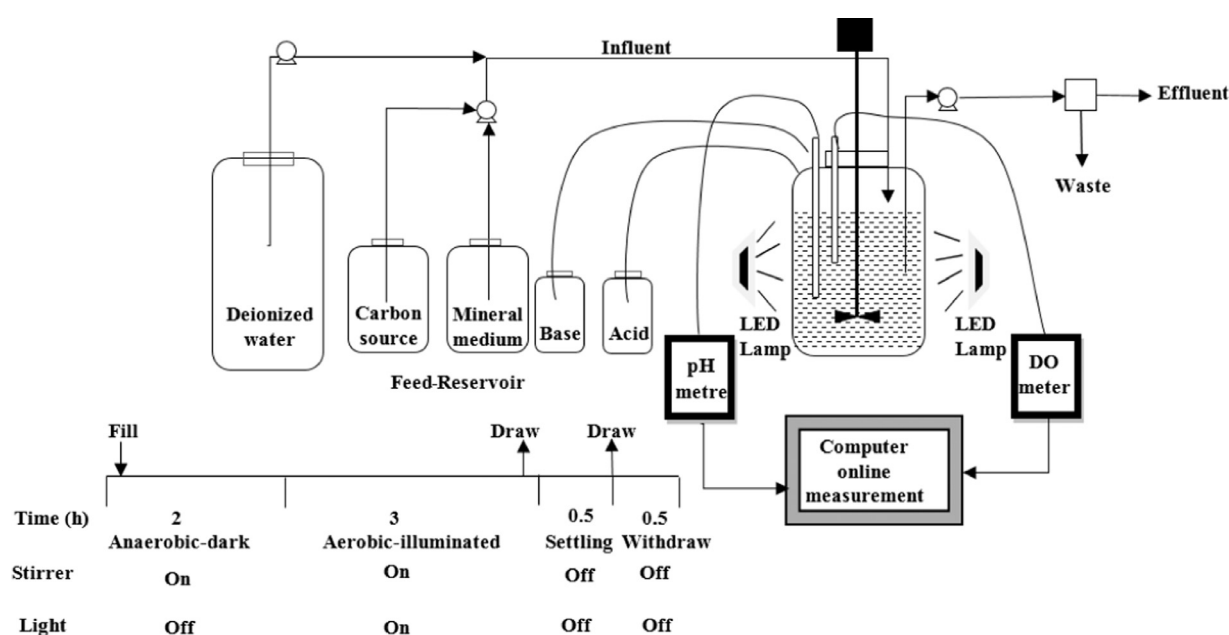 Influent
Effluent
Waste
Deionized
water
Carbon
source
Mineral
medium
Base
Acid
LED
Lamp
LED
Lamp
pH
metre
DO
meter
Feed-Reservoir
Computer
online
measurement
Fill
Draw
Draw
Time (h) 2 3 0.5 0.5
Anaerobic-dark Aerobic-illuminated Settling Withdraw
Stirrer On On Off Off
Light Off On Off Off